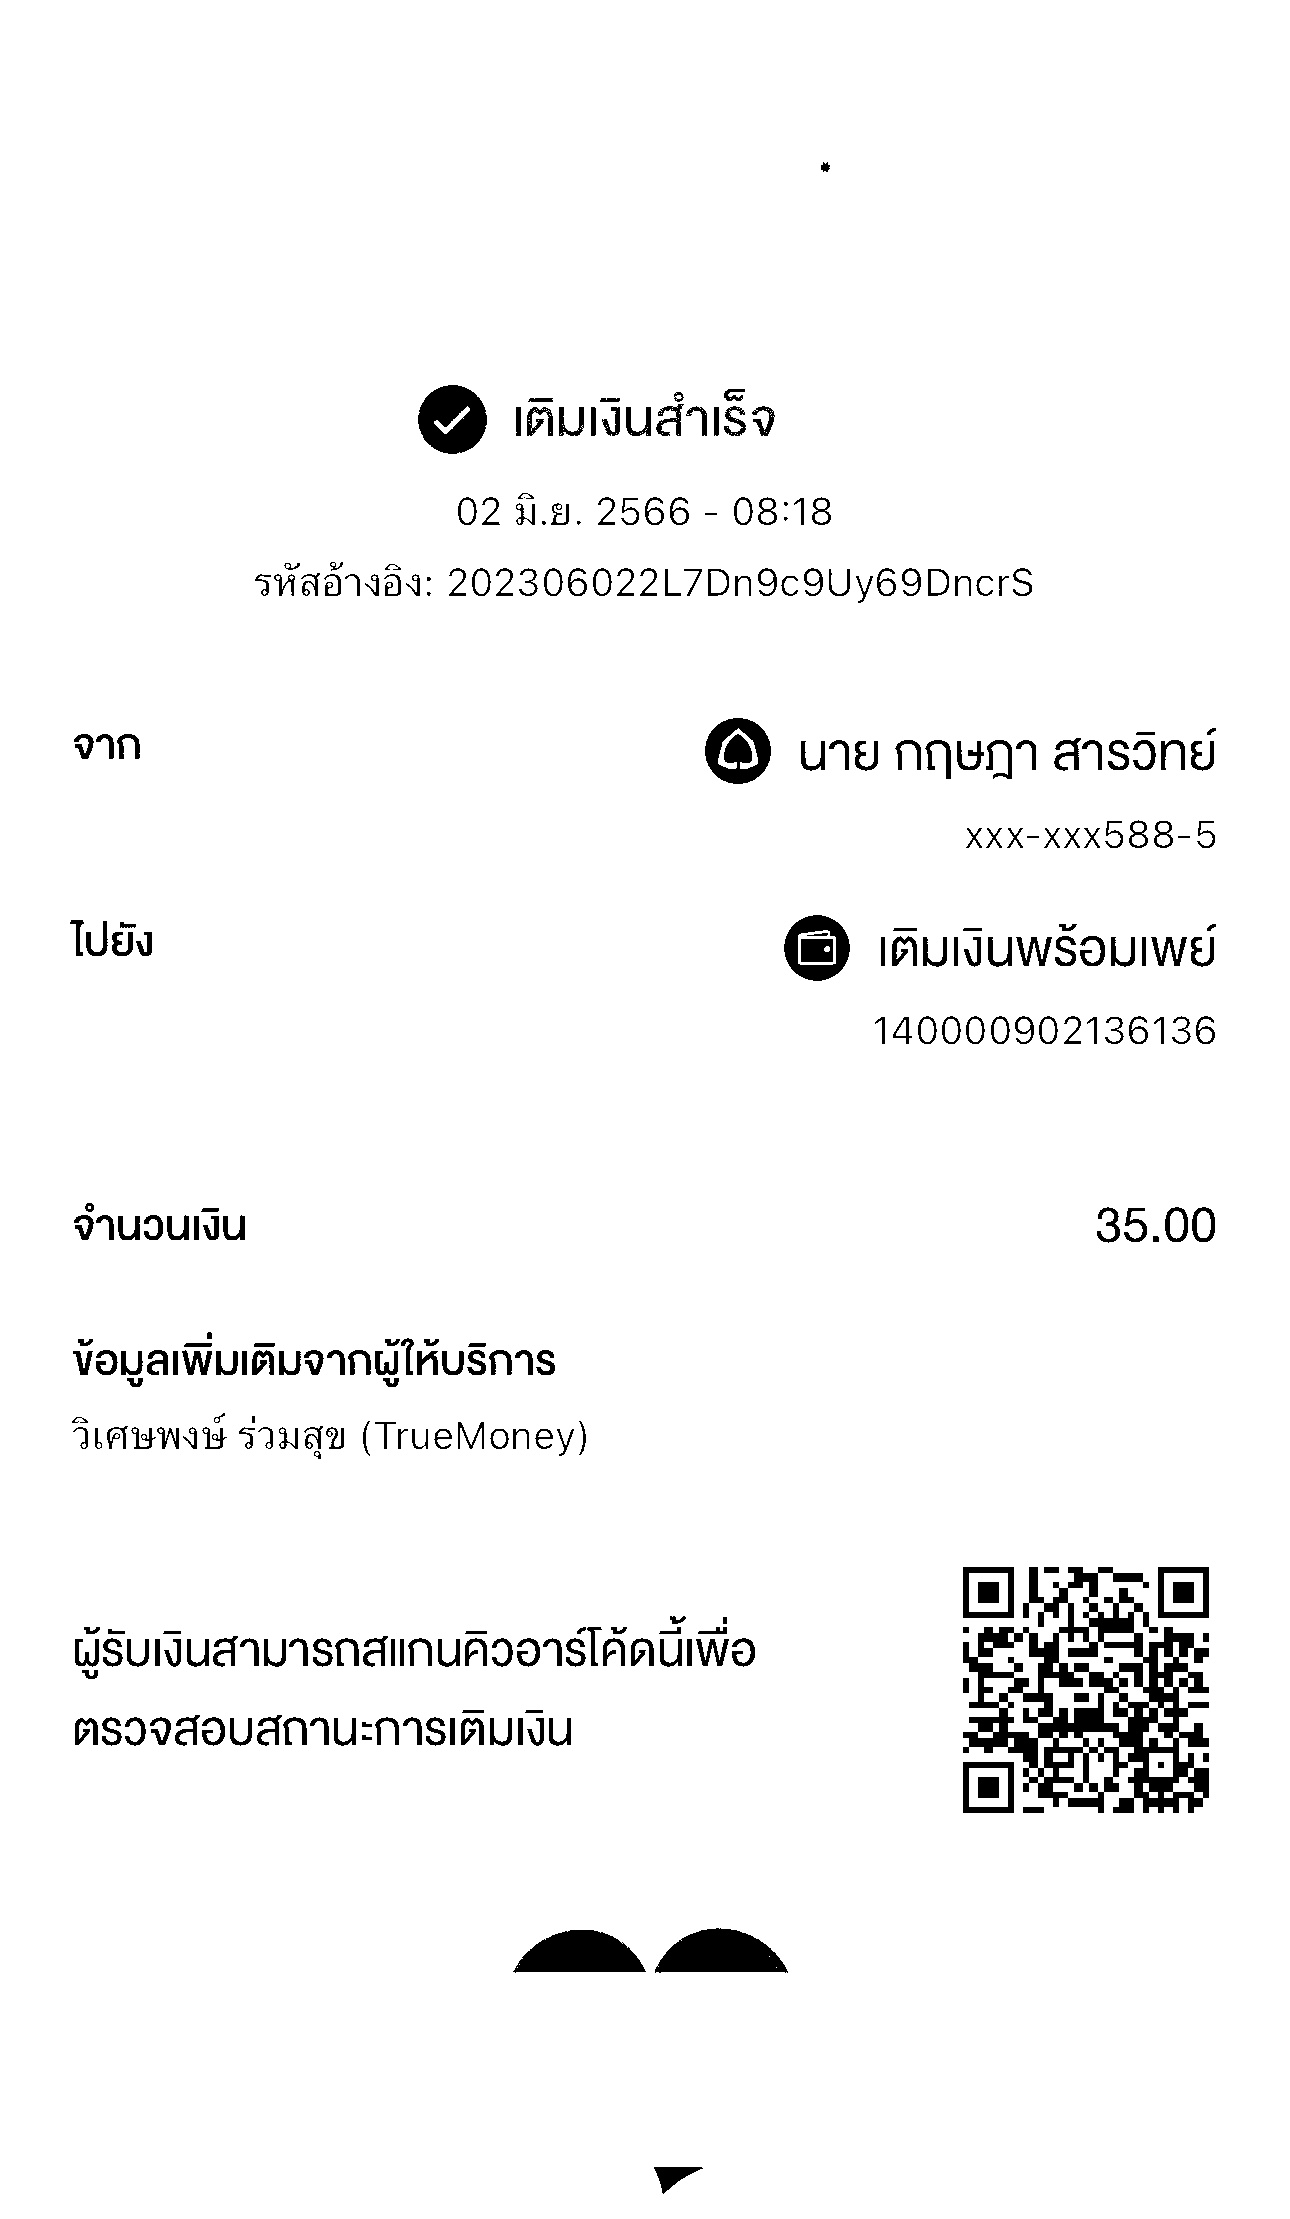 เติมเงินสำเร็จ
02 มิ.ย. 2566 - 08:18
รหัสอ้างอิง: 202306022L7Dn9c9Uy69DncrS
จาก
นาย กฤษฎา สารวิทย์
xxx-xxx588-5
ไปยัง
เติมเงินพร้อมเพย์
140000902136136
จำนวนเงิน
35.00
ข้อมูลเพิ่มเติมจากผู้ให้บริการ
วิเศษพงษ์ ร่วมสุข (TrueMoney)
ผู้รับเงินสามารถสแกนคิวอาร์โค้ดนี้เพื่อ
ตรวจสอบสถานะการเติมเงิน